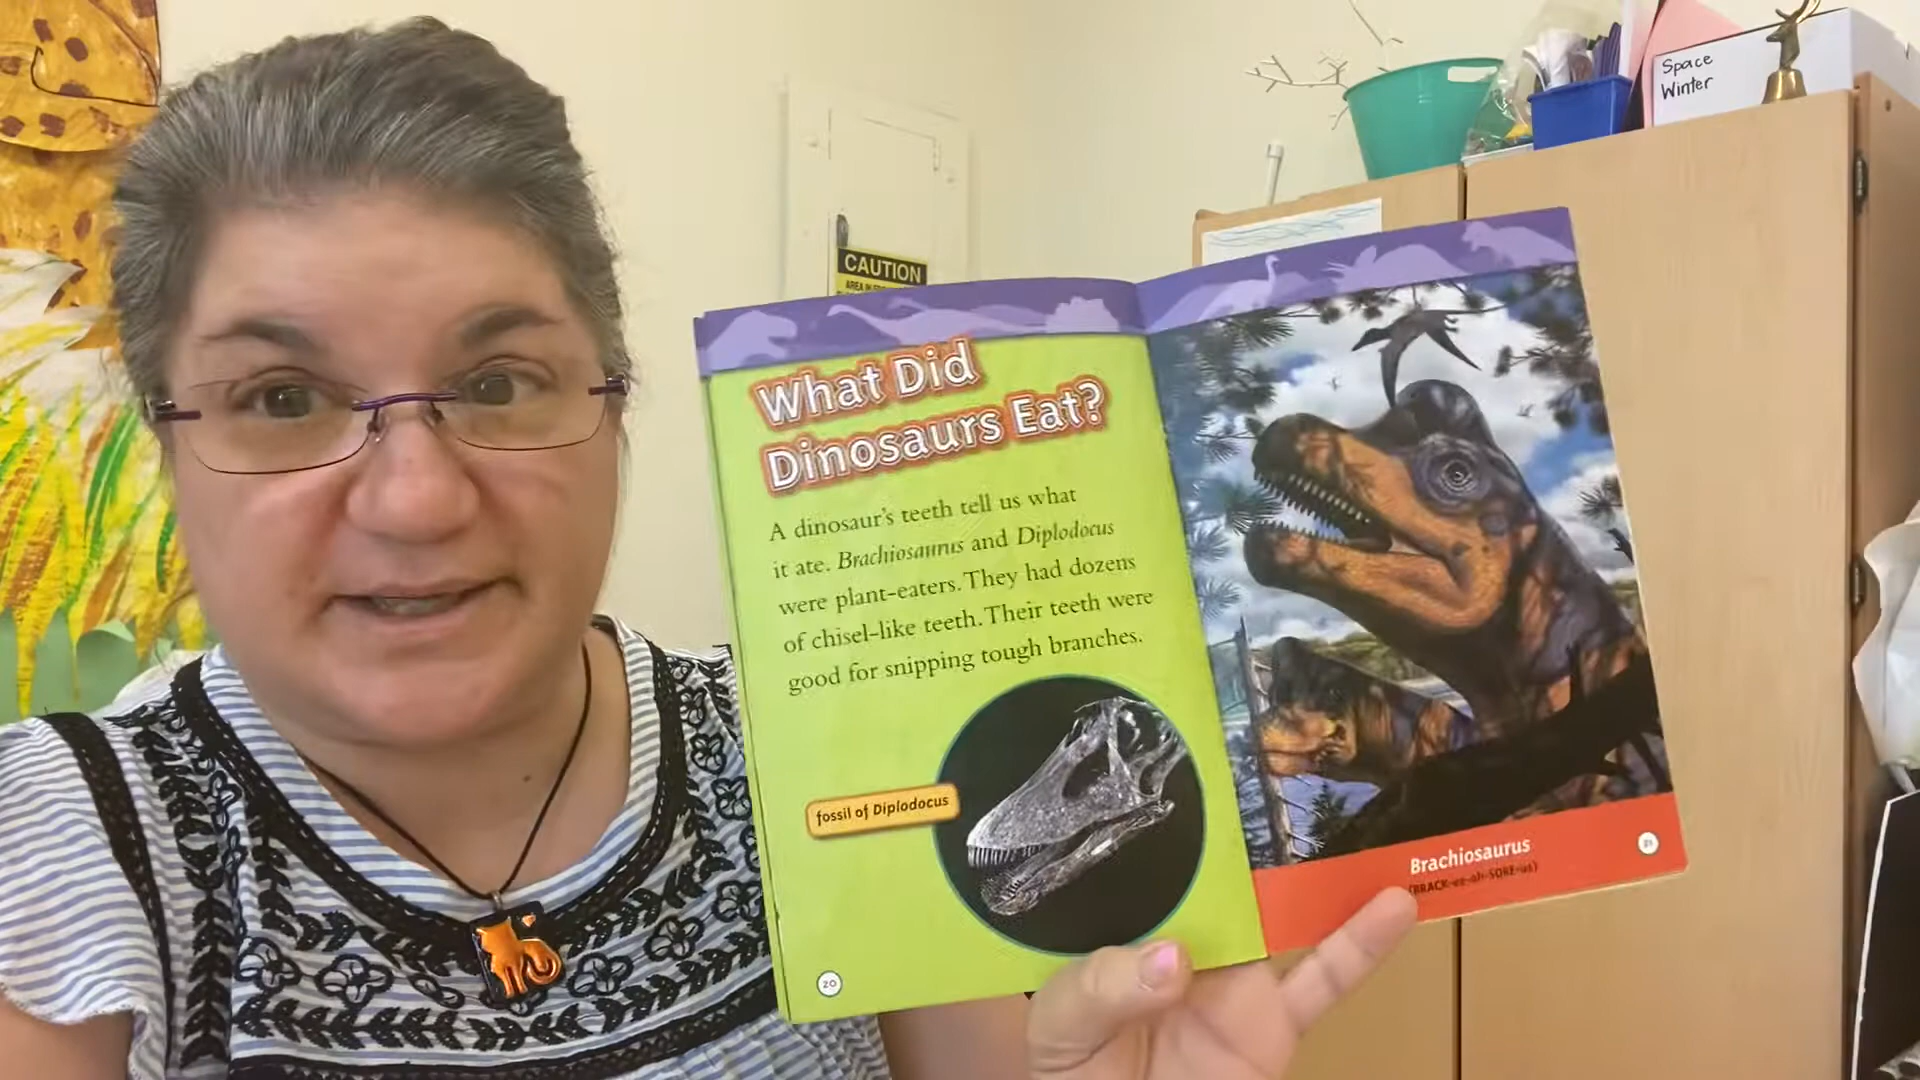 Space
Winter
CAUTION
What Did
Dinosaurs Eat?
A dinosaur's teeth tell us what
it ate. Brachiosaurus and Diplodocus
were plant-eaters. They had dozens
of chisel-like teeth. Their teeth were
good for snipping tough branches.
fossil of Diplodocus
20
Brachiosaurus
(BRACK-ee-oh-SORE-us)
21